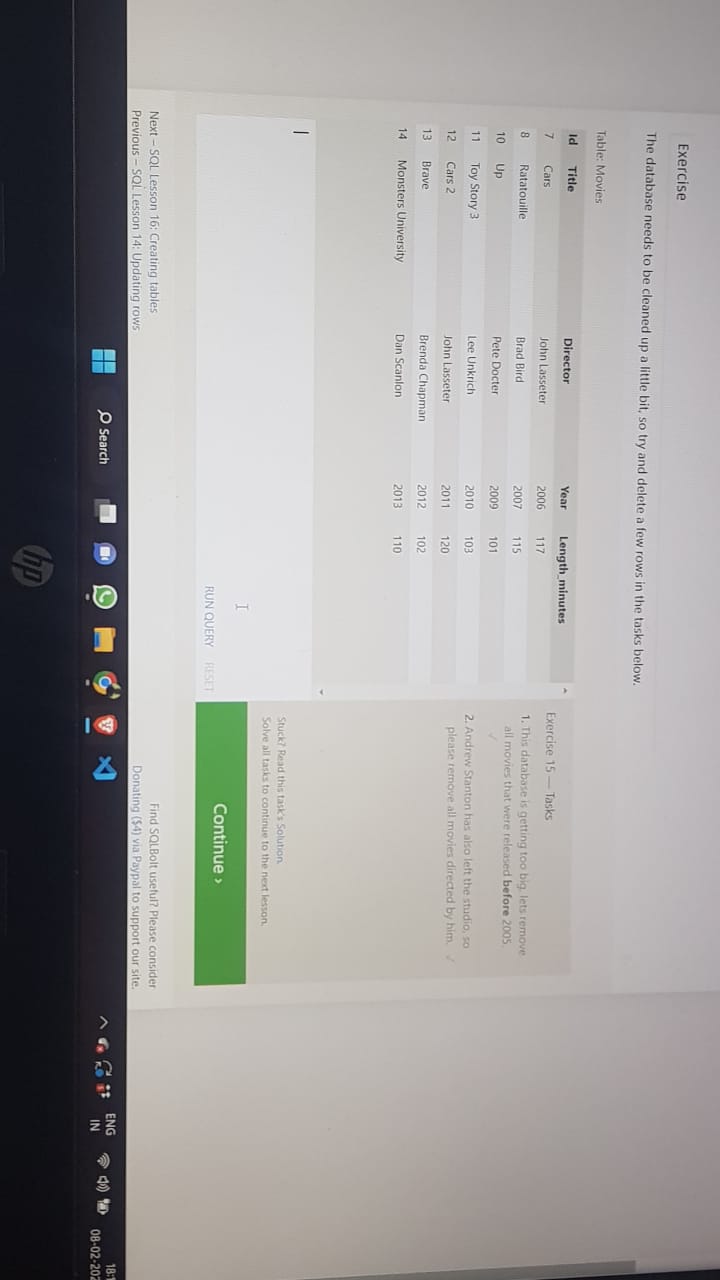 Exercise
The database needs to be cleaned up a little bit, so try and delete a few rows in the tasks below.
Table: Movies
Id Title Director Year Length_minutes
7 Cars John Lasseter 2006 117
8 Ratatouille Brad Bird 2007 115
10 Up Pete Docter 2009 101
11 Toy Story 3 Lee Unkrich 2010 103
12 Cars 2 John Lasseter 2011 120
13 Brave Brenda Chapman 2012 102
14 Monsters University Dan Scanlon 2013 110
Exercise 15 — Tasks
1. This database is getting too big, lets remove
all movies that were released before 2005.
✓
2. Andrew Stanton has also left the studio, so
please remove all movies directed by him. ✓
RUN QUERY RESET
Stuck? Read this task's Solution.
Solve all tasks to continue to the next lesson.
Continue ›
Next – SQL Lesson 16: Creating tables
Previous – SQL Lesson 14: Updating rows
Find SQLBolt useful? Please consider
Donating ($4) via Paypal to support our site.
Search
ENG
IN
18:1
08-02-202
hp